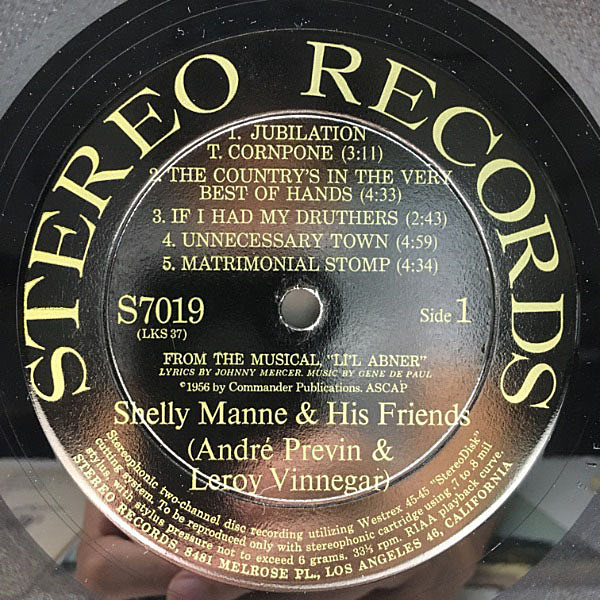 STEREO RECORDS
1. JUBILATION
T. CORNPONE (3:11)
2. THE COUNTRY'S IN THE VERY
BEST OF HANDS (4:33)
3. IF I HAD MY DRUTHERS (2:43)
4. UNNECESSARY TOWN (4:59)
5. MATRIMONIAL STOMP (4:34)
S7019
(LKS 37)
Side 1
FROM THE MUSICAL, "LI'L ABNER"
LYRICS BY JOHNNY MERCER. MUSIC BY GENE DE PAUL
©1956 by Commander Publications. ASCAP
Shelly Manne & His Friends
(André Previn &
Leroy Vinnegar)
Stereophonic two-channel disc recording utilizing Westrex 45-45 "StereoDisk"
cutting system. To be reproduced only with stereophonic cartridge using .7 to .8 mil
stylus with stylus pressure not to exceed 6 grams. 33⅓ rpm. RIAA playback curve.
STEREO RECORDS, 8481 MELROSE PL., LOS ANGELES 46, CALIFORNIA